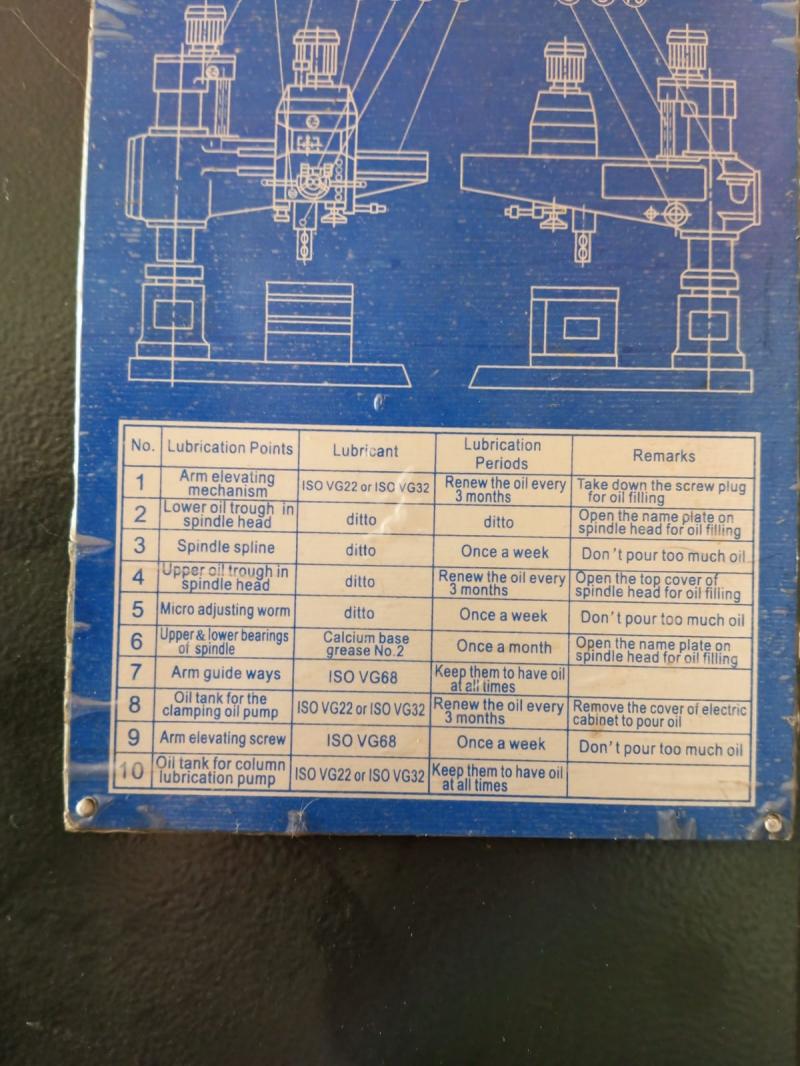 No. Lubrication Points Lubricant Lubrication Periods Remarks
1 Arm elevating mechanism ISO VG22 or ISO VG32 Renew the oil every 3 months Take down the screw plug for oil filling
2 Lower oil trough in spindle head ditto ditto Open the name plate on spindle head for oil filling
3 Spindle spline ditto Once a week Don't pour too much oil
4 Upper oil trough in spindle head ditto Renew the oil every 3 months Open the top cover of spindle head for oil filling
5 Micro adjusting worm ditto Once a week Don't pour too much oil
6 Upper & lower bearings of spindle Calcium base grease No.2 Once a month Open the name plate on spindle head for oil filling
7 Arm guide ways ISO VG68 Keep them to have oil at all times
8 Oil tank for the clamping oil pump ISO VG22 or ISO VG32 Renew the oil every 3 months Remove the cover of electric cabinet to pour oil
9 Arm elevating screw ISO VG68 Once a week Don't pour too much oil
10 Oil tank for column lubrication pump ISO VG22 or ISO VG32 Keep them to have oil at all times